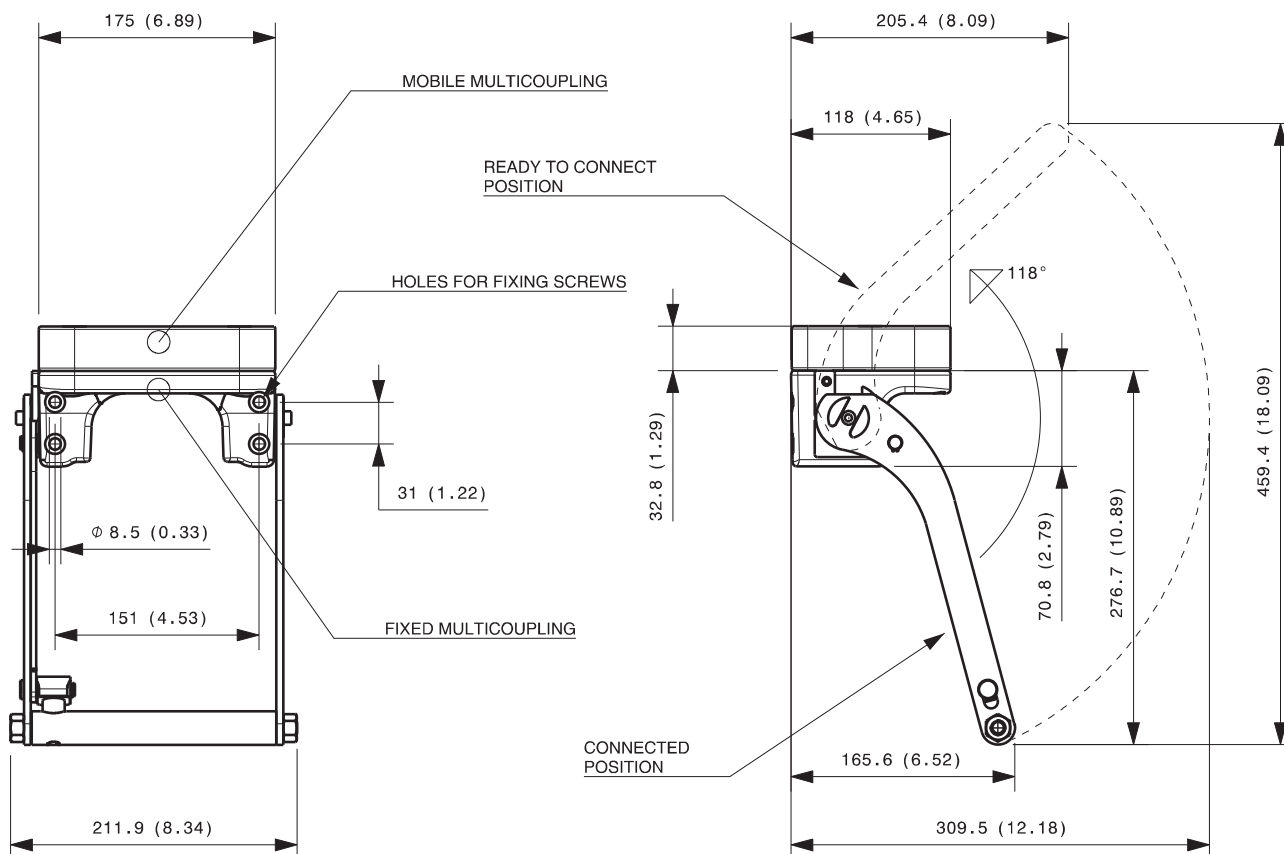 175 (6.89)
205.4 (8.09)
MOBILE MULTICOUPLING
118 (4.65)
READY TO CONNECT
POSITION
118°
HOLES FOR FIXING SCREWS
32.8 (1.29)
459.4 (18.09)
31 (1.22)
70.8 (2.79)
276.7 (10.89)
Φ 8.5 (0.33)
151 (4.53)
FIXED MULTICOUPLING
CONNECTED
POSITION
165.6 (6.52)
211.9 (8.34)
309.5 (12.18)